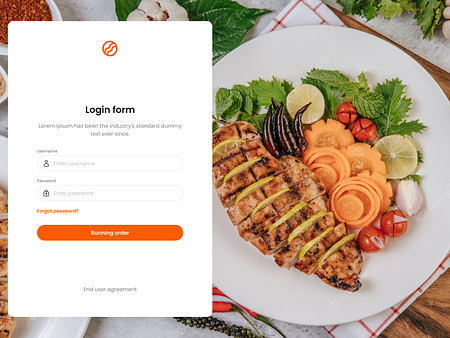 Login form
Lorem Ipsum has been the industry's standard dummy
text ever since.
Username
Enter username
Password
Enter password
Forgot password?
Running order
End user agreement